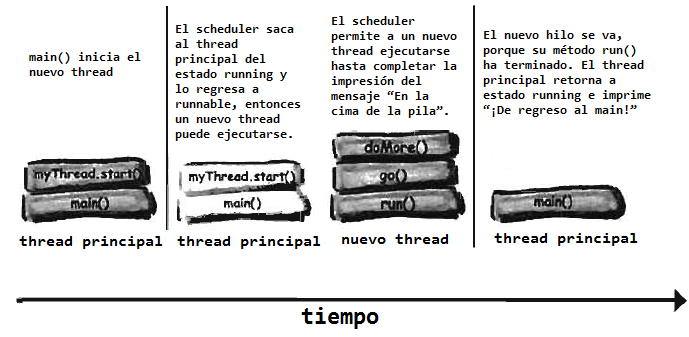 main() inicia el
nuevo thread
myThread.start()
main()
thread principal
El scheduler saca
al thread
principal del
estado running y
lo regresa a
runnable, entonces
un nuevo thread
puede ejecutarse.
myThread.start()
main()
thread principal
El scheduler
permite a un nuevo
thread ejecutarse
hasta completar la
impresión del
mensaje “En la
cima de la pila”.
doMore()
go()
run()
nuevo thread
El nuevo hilo se va,
porque su método run()
ha terminado. El thread
principal retorna a
estado running e imprime
“¡De regreso al main!”
main()
thread principal
tiempo